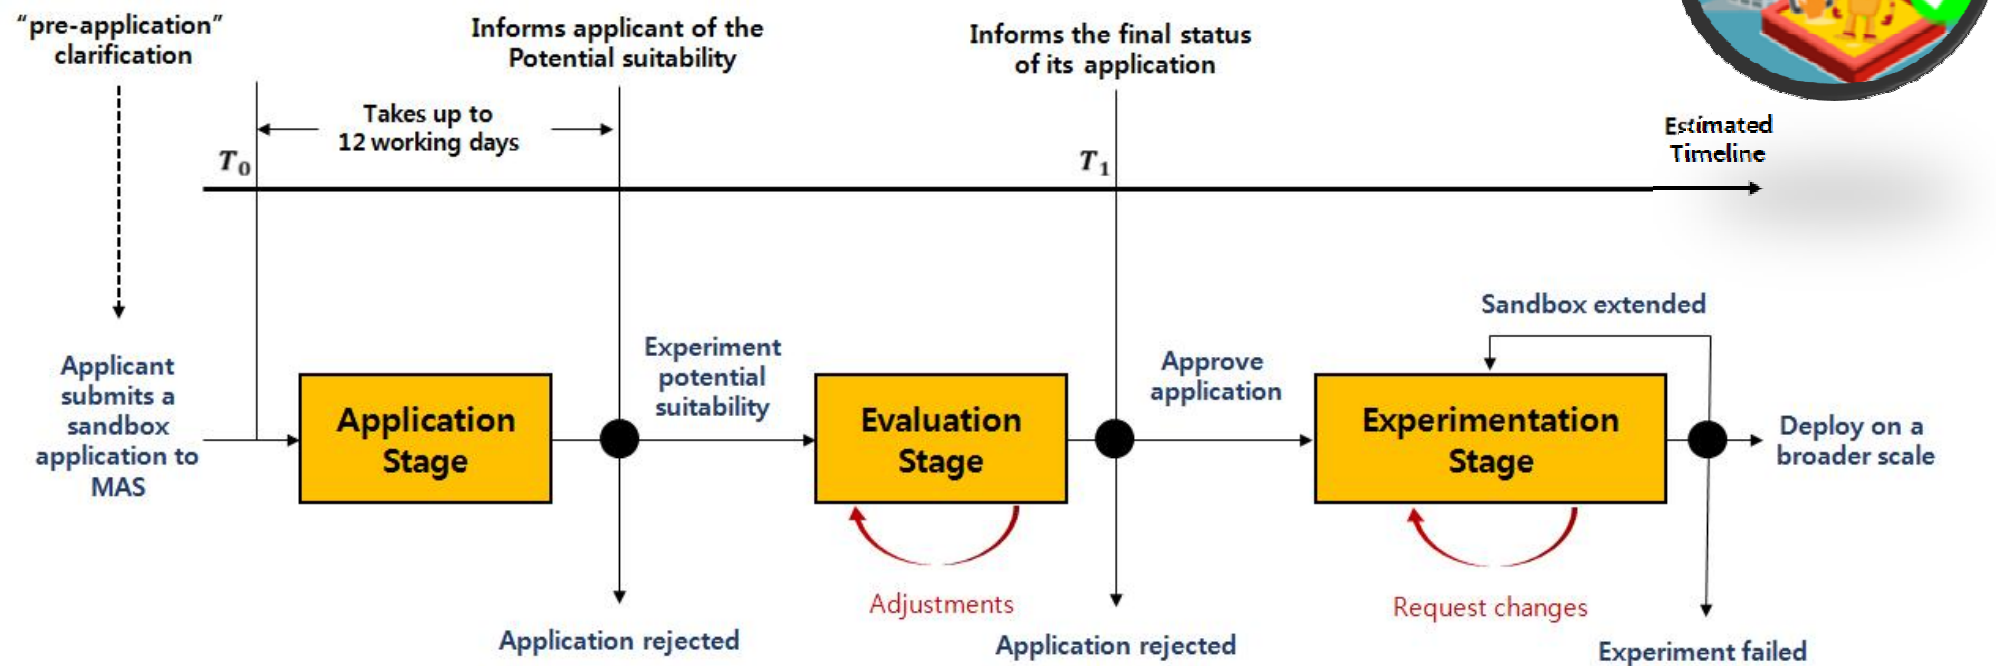 “pre-application”
clarification
Informs applicant of the
Potential suitability
Informs the final status
of its application
Takes up to
12 working days
Estimated
Timeline
T0
T1
Sandbox extended
Applicant
submits a
sandbox
application to
MAS
Application
Stage
Experiment
potential
suitability
Evaluation
Stage
Approve
application
Experimentation
Stage
Deploy on a
broader scale
Adjustments
Request changes
Application rejected
Application rejected
Experiment failed